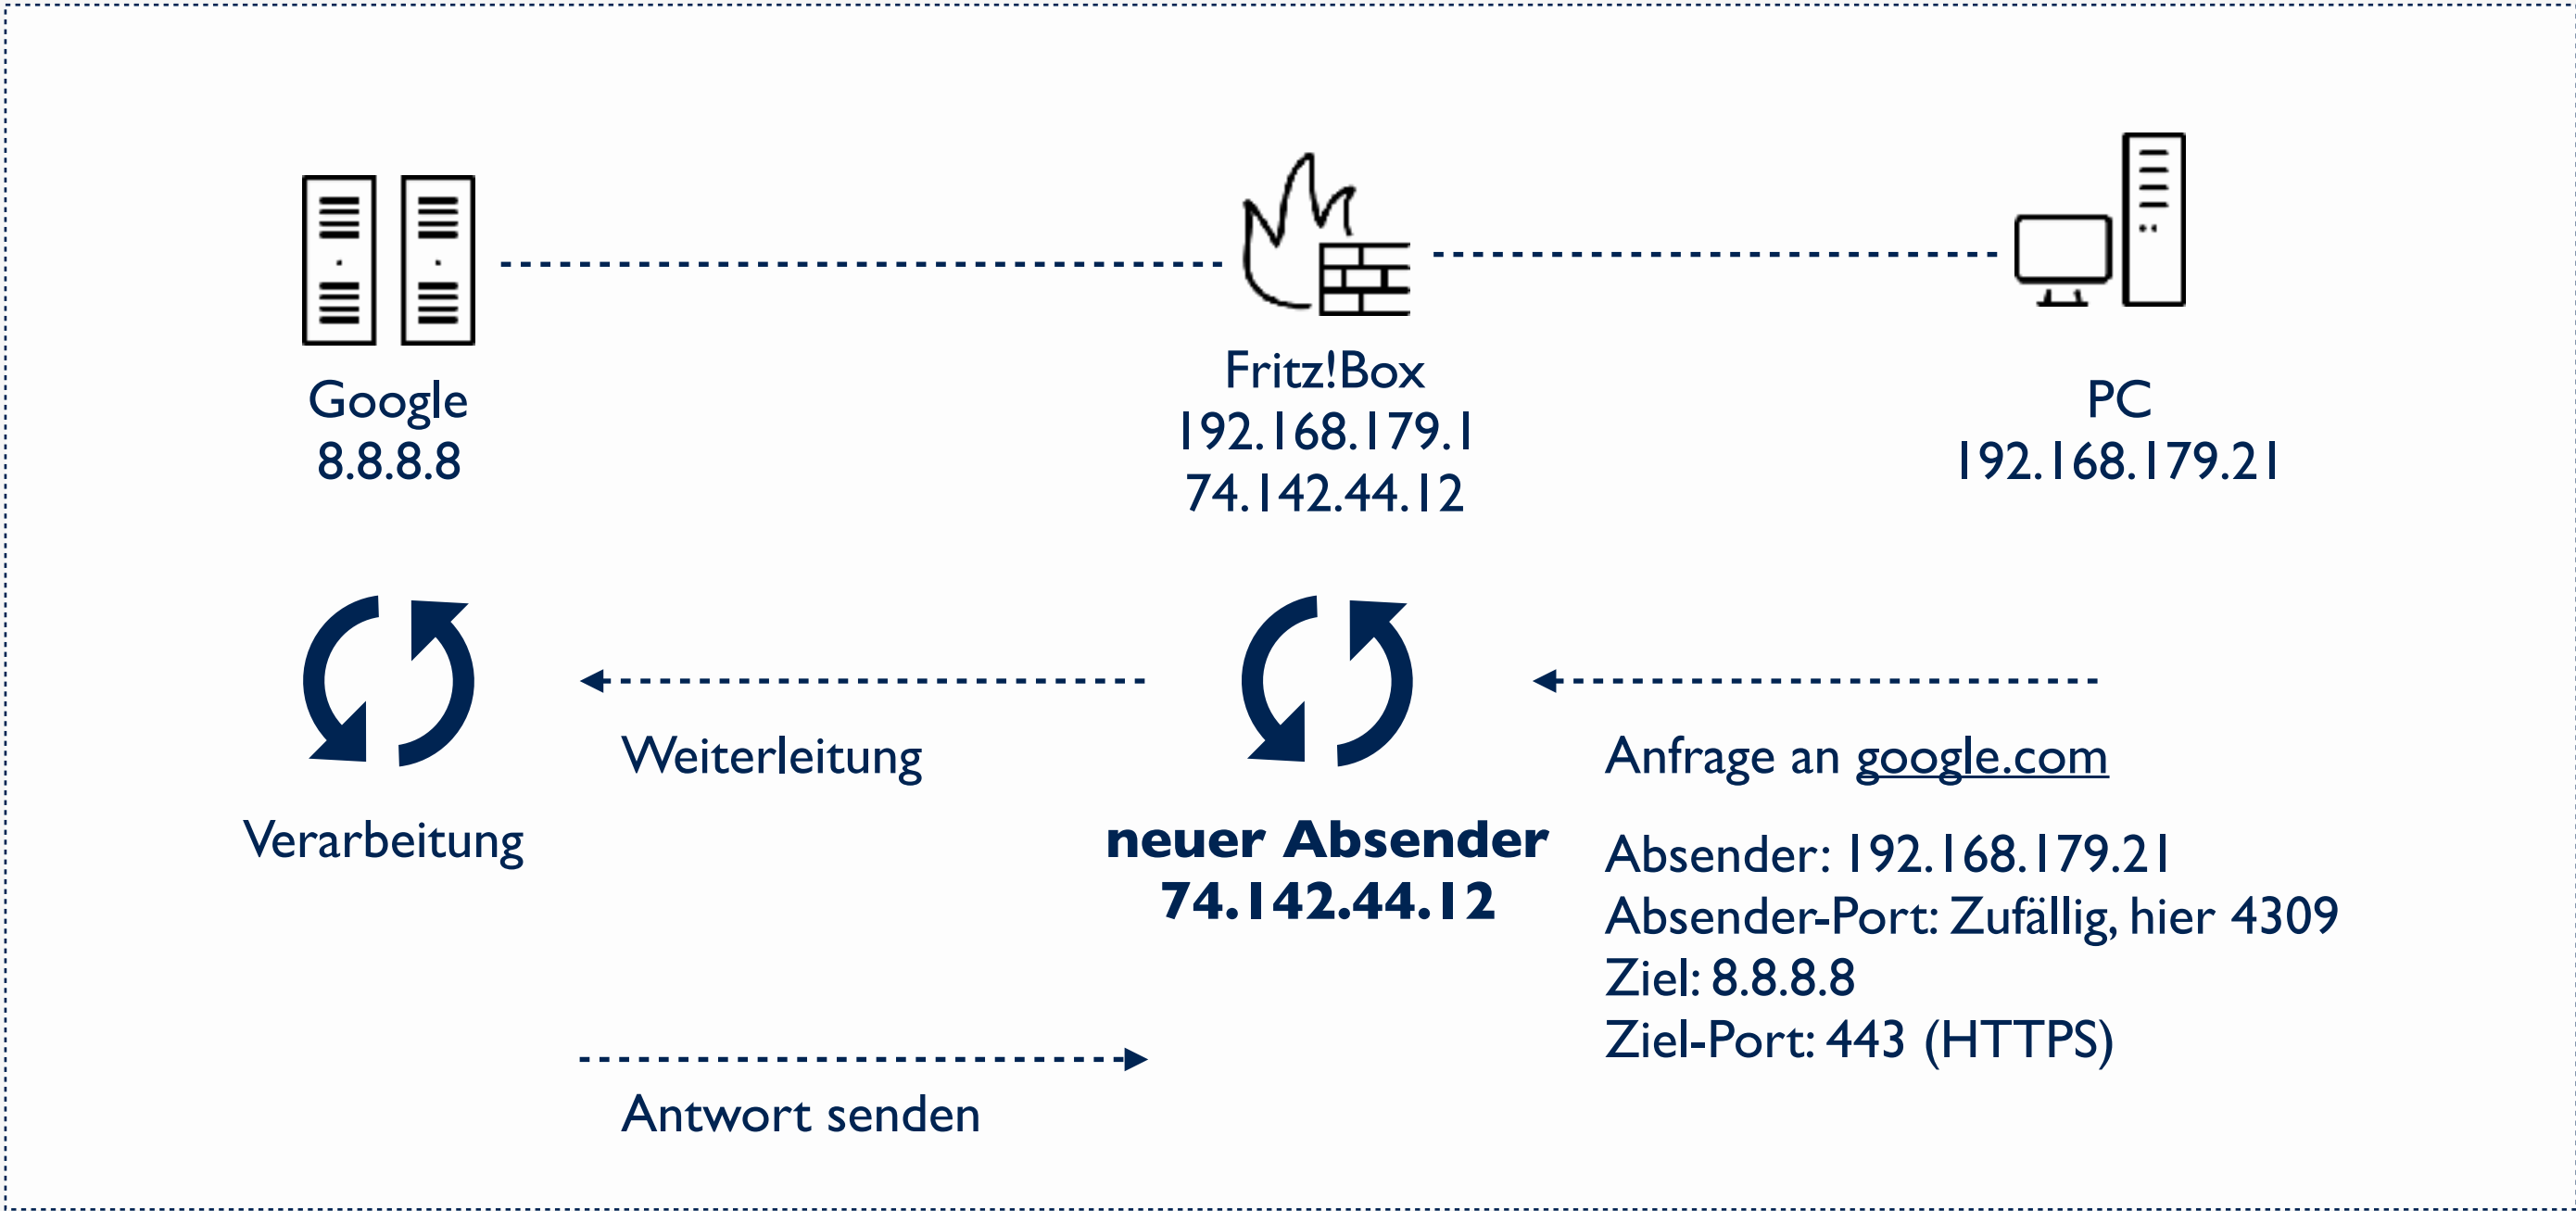 Google
8.8.8.8
Fritz!Box
192.168.179.1
74.142.44.12
PC
192.168.179.21
Verarbeitung
Weiterleitung
neuer Absender
74.142.44.12
Anfrage an google.com
Absender: 192.168.179.21
Absender-Port: Zufällig, hier 4309
Ziel: 8.8.8.8
Ziel-Port: 443 (HTTPS)
Antwort senden